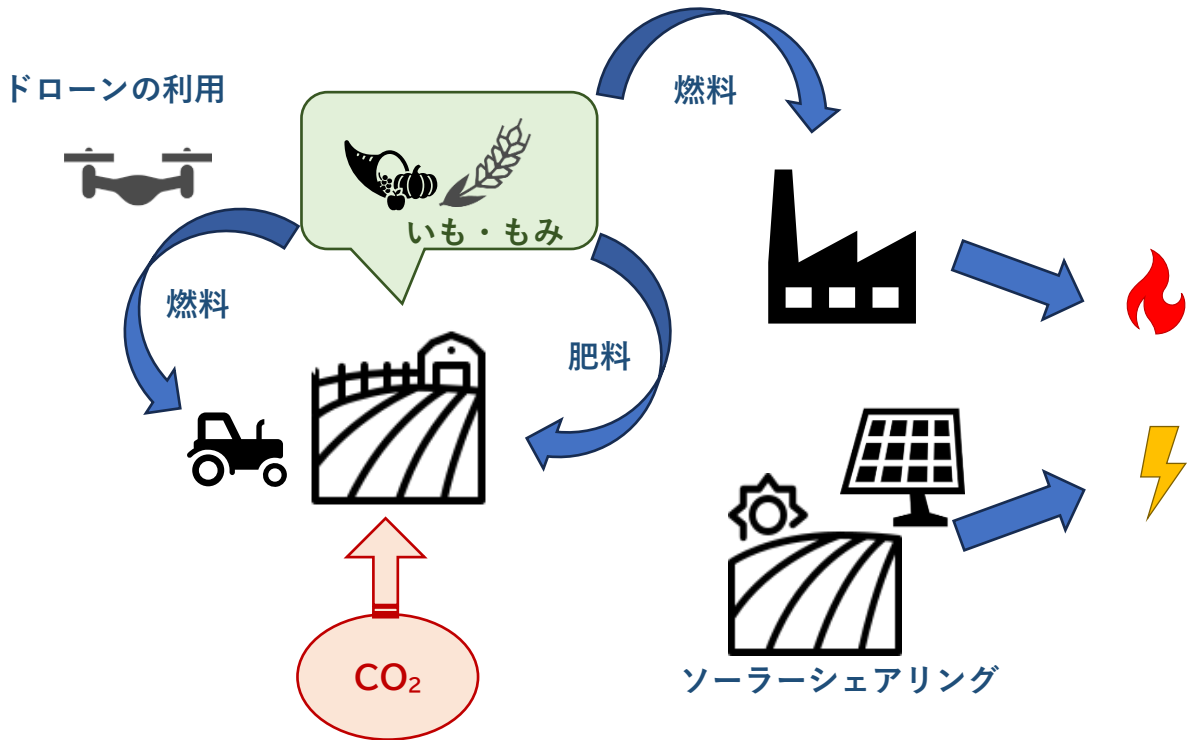 ドローンの利用
燃料
いも・もみ
燃料
肥料
CO₂
ソーラーシェアリング